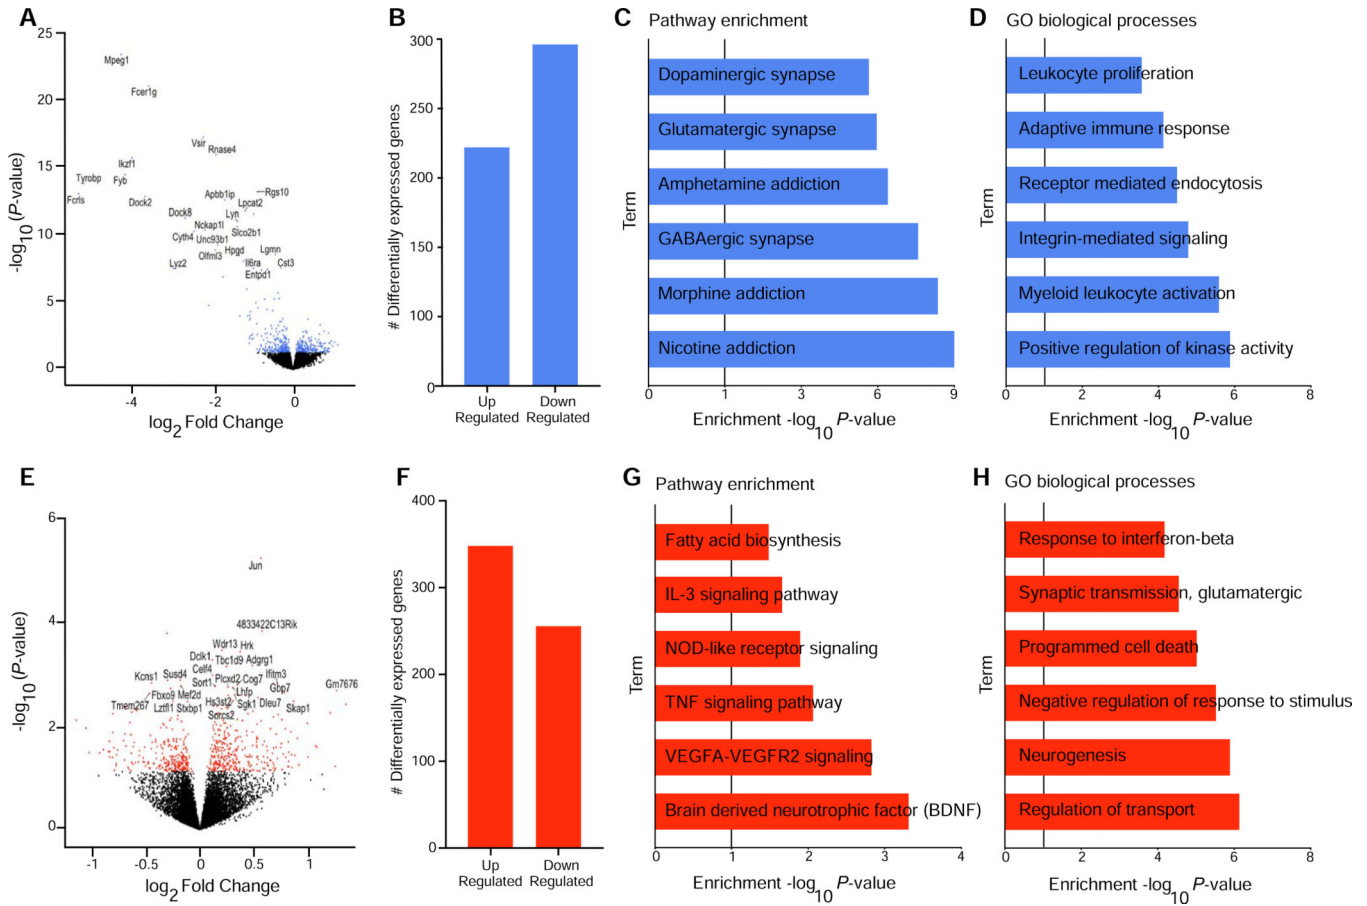 A
25
20
15
10
5
0
-log10 (P-value)
Mpeg1
Fcer1g
Vsir
Rnase4
Ikzf1
Tyrobp
Fyb
Fcrls
Dock2
Apbb1ip
Rgs10
Lpcat2
Dock8
Lyn
Nckap1l
Slco2b1
Cyth4
Unc93b1
Hpgd
Lgmn
Olfml3
Lyz2
Il6ra
Cst3
Entpd1
-4
-2
0
log2 Fold Change
B
300
250
200
150
100
0
# Differentially expressed genes
Up
Regulated
Down
Regulated
C
Pathway enrichment
Term
Dopaminergic synapse
Glutamatergic synapse
Amphetamine addiction
GABAergic synapse
Morphine addiction
Nicotine addiction
0
1
3
6
9
Enrichment -log10 P-value
D
GO biological processes
Term
Leukocyte proliferation
Adaptive immune response
Receptor mediated endocytosis
Integrin-mediated signaling
Myeloid leukocyte activation
Positive regulation of kinase activity
0
1
4
6
8
Enrichment -log10 P-value
E
6
4
2
0
-log10 (P-value)
Jun
4833422C13Rik
Wdr13
Hrk
Dclk1
Tbc1d9
Adgrg1
Celf4
Kcns1
Susd4
Sort1
Plcxd2
Cog7
Ifitm3
Gbp7
Gm7676
Fbxo9
Mef2d
Lhfp
Tmem267
Lztfl1
Stxbp1
Hs3st2
Sgk1
Dleu7
Skap1
Sorcs2
-1
-0.5
0
0.5
1
log2 Fold Change
F
400
300
200
100
0
# Differentially expressed genes
Up
Regulated
Down
Regulated
G
Pathway enrichment
Term
Fatty acid biosynthesis
IL-3 signaling pathway
NOD-like receptor signaling
TNF signaling pathway
VEGFA-VEGFR2 signaling
Brain derived neurotrophic factor (BDNF)
0
1
2
3
4
Enrichment -log10 P-value
H
GO biological processes
Term
Response to interferon-beta
Synaptic transmission, glutamatergic
Programmed cell death
Negative regulation of response to stimulus
Neurogenesis
Regulation of transport
0
1
4
6
8
Enrichment -log10 P-value